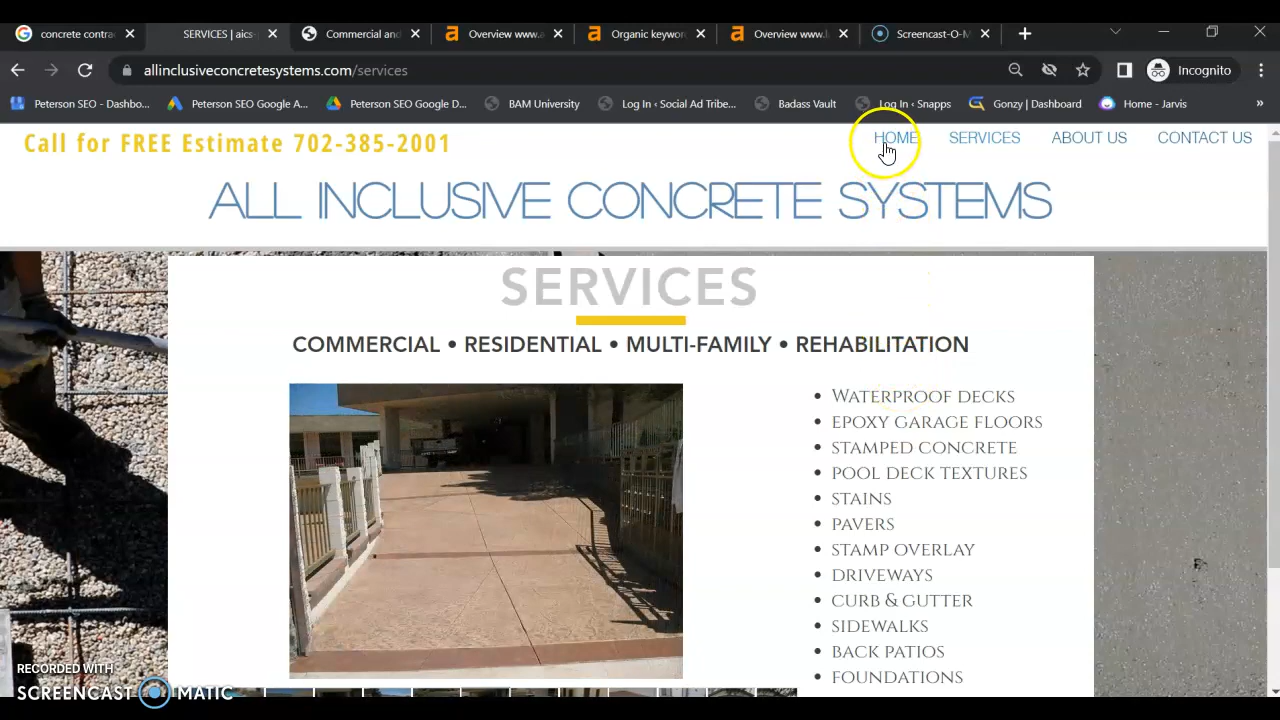 concrete contra
SERVICES | aics-
Commercial and
Overview www.a
Organic keywor
Overview www.l
Screencast-O-M
allinclusiveconcretesystems.com/services
Incognito
Peterson SEO - Dashbo...
Peterson SEO Google A...
Peterson SEO Google D...
BAM University
Log In ‹ Social Ad Tribe...
Badass Vault
Log In ‹ Snapps
Gonzy | Dashboard
Home - Jarvis
»
Call for FREE Estimate 702-385-2001
HOME
SERVICES
ABOUT US
CONTACT US
ALL INCLUSIVE CONCRETE SYSTEMS
SERVICES
COMMERCIAL • RESIDENTIAL • MULTI-FAMILY • REHABILITATION
• WATERPROOF DECKS
• EPOXY GARAGE FLOORS
• STAMPED CONCRETE
• POOL DECK TEXTURES
• STAINS
• PAVERS
• STAMP OVERLAY
• DRIVEWAYS
• CURB & GUTTER
• SIDEWALKS
• BACK PATIOS
• FOUNDATIONS
RECORDED WITH
SCREENCAST MATIC